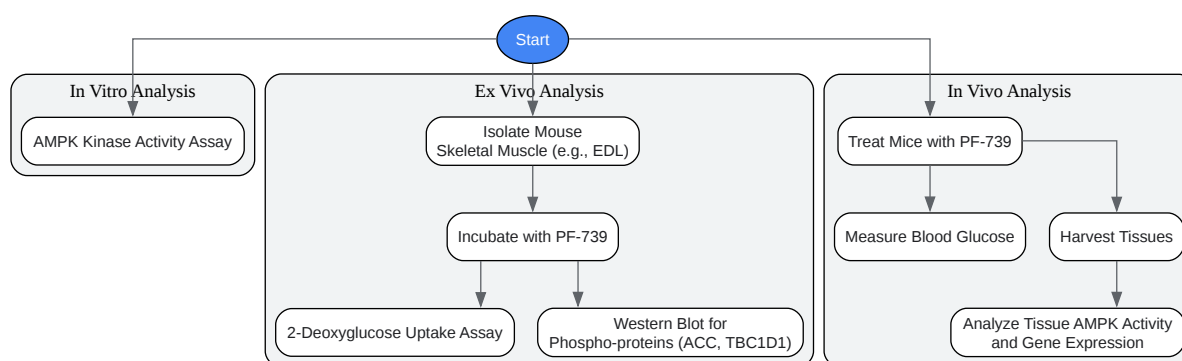 Start
In Vitro Analysis
AMPK Kinase Activity Assay
Ex Vivo Analysis
Isolate Mouse
Skeletal Muscle (e.g., EDL)
Incubate with PF-739
2-Deoxyglucose Uptake Assay
Western Blot for
Phospho-proteins (ACC, TBC1D1)
In Vivo Analysis
Treat Mice with PF-739
Measure Blood Glucose
Harvest Tissues
Analyze Tissue AMPK Activity
and Gene Expression